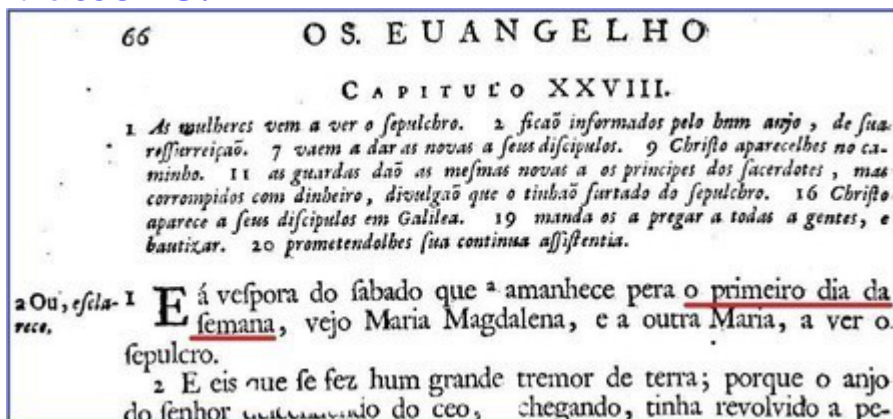 66 O S. EUANGELHO
CAPITULO XXVIII.
1 As mulheres vem a ver o ſepulchro. 2 ficaõ informados pelo hum anjo, de ſua
reſſurreiçaõ. 7 vaem a dar as novas a ſeus diſcipulos. 9 Chriſto aparecelhes no ca-
minho. 11 as guardas daõ as meſmas novas a os principes dos ſacerdotes, mas
corrompidos com dinheiro, divulgaõ que o tinhaõ furtado do ſepulchro. 16 Chriſto
aparece a ſeus diſcipulos em Galilea. 19 manda os a pregar a todas a gentes, e
bautizar. 20 prometendolhes ſua continua aſſiſtentia.
2 Ou, eſcla-
rece.
1 E á veſpora do ſabado que ª amanhece pera o primeiro dia da
ſemana, vejo Maria Magdalena, e a outra Maria, a ver o
ſepulcro.
2 E eis que ſe fez hum grande tremor de terra; porque o anjo
do ſenhor do ceo, chegando, tinha revolvido a pe-